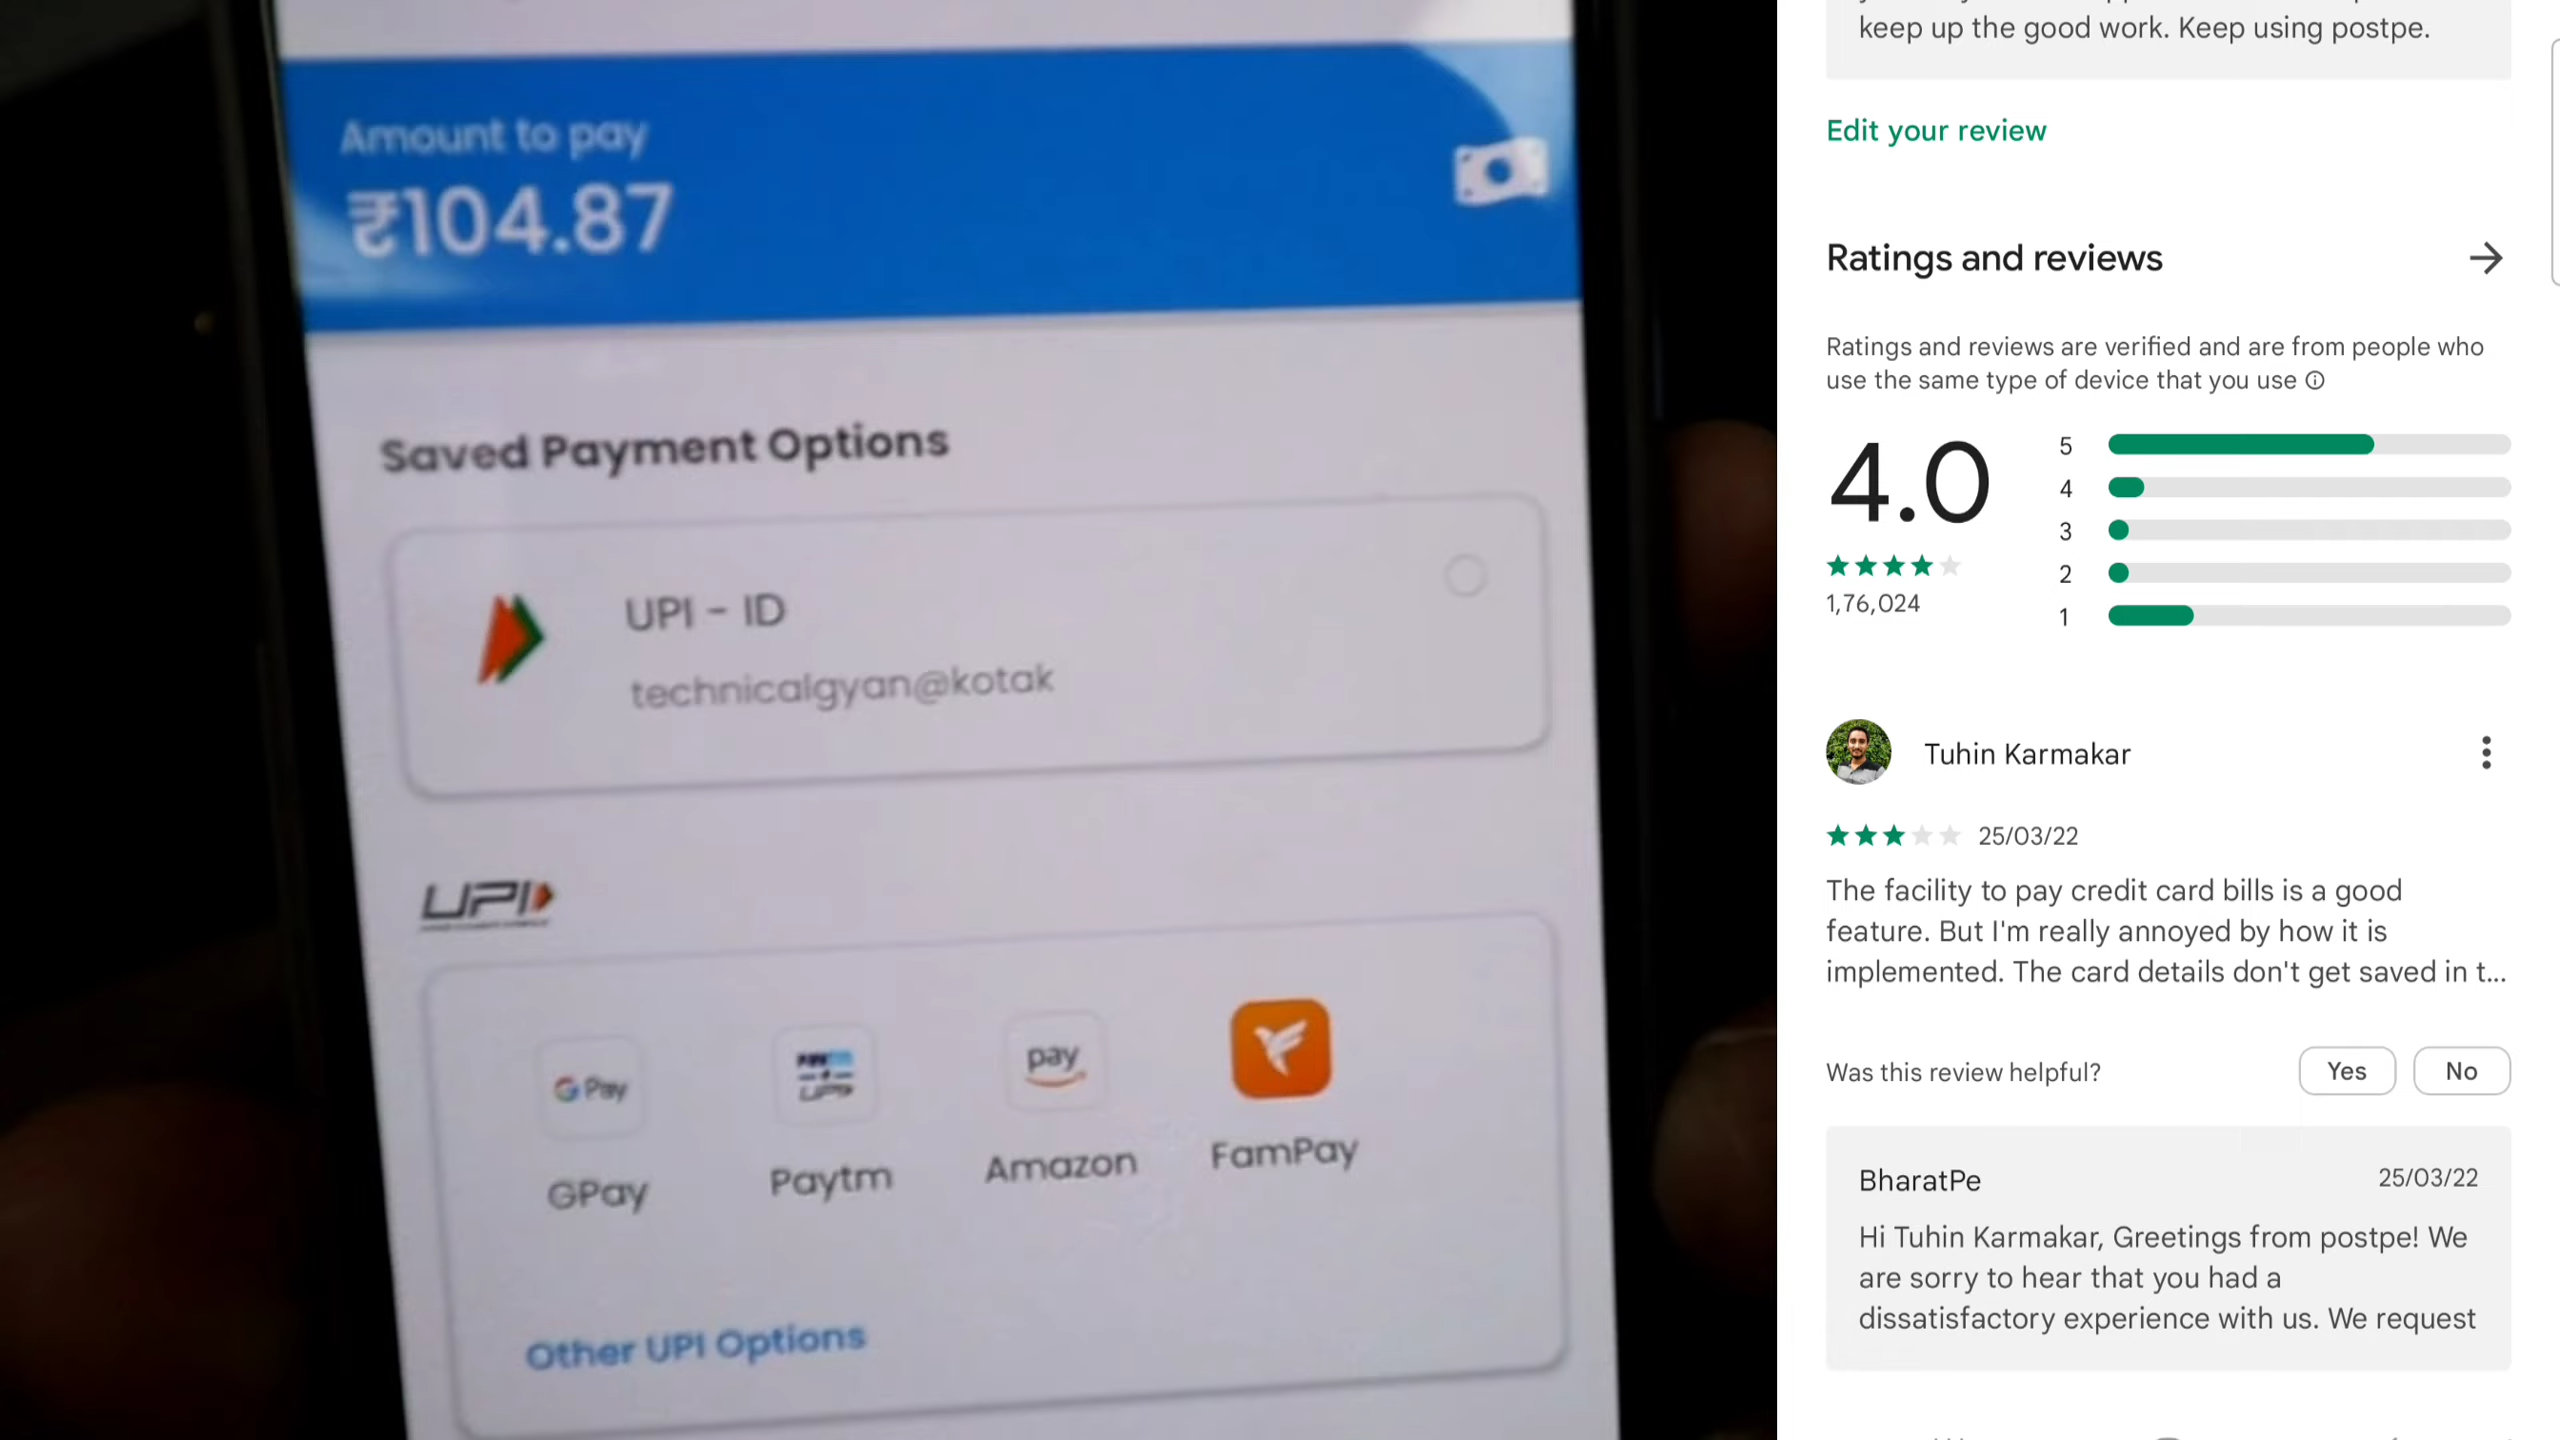 Amount to pay
₹104.87
Saved Payment Options
UPI - ID
technicalgyan@kotak
UPI
G Pay
pay
GPay
Paytm
Amazon
FamPay
Other UPI Options
keep up the good work. Keep using postpe.
Edit your review
Ratings and reviews
Ratings and reviews are verified and are from people who
use the same type of device that you use
4.0
5
4
3
2
1
1,76,024
Tuhin Karmakar
25/03/22
The facility to pay credit card bills is a good
feature. But I'm really annoyed by how it is
implemented. The card details don't get saved in t...
Was this review helpful?
Yes
No
BharatPe
25/03/22
Hi Tuhin Karmakar, Greetings from postpe! We
are sorry to hear that you had a
dissatisfactory experience with us. We request